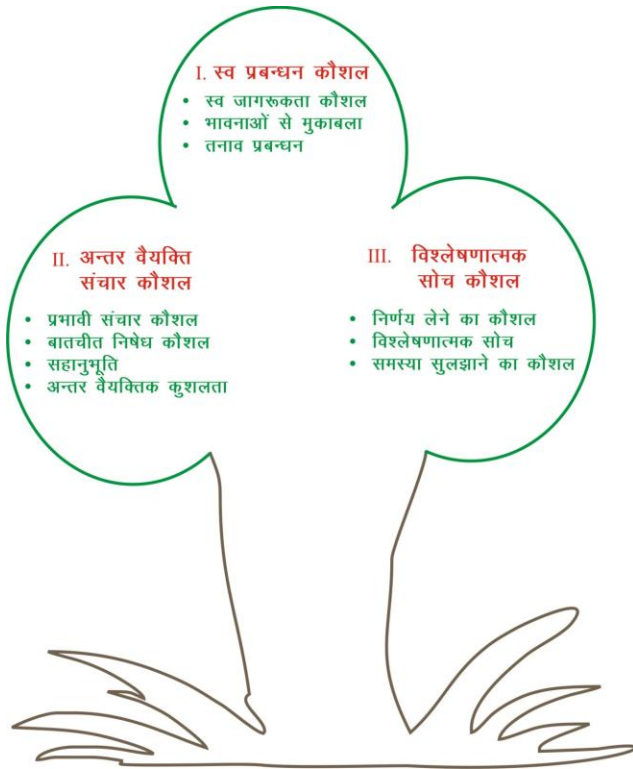 I. स्व प्रबन्धन कौशल
• स्व जागरूकता कौशल
• भावनाओं से मुकाबला
• तनाव प्रबन्धन
II. अन्तर वैयक्ति
संचार कौशल
• प्रभावी संचार कौशल
• बातचीत निषेध कौशल
• सहानुभूति
• अन्तर वैयक्तिक कुशलता
III. विश्लेषणात्मक
सोच कौशल
• निर्णय लेने का कौशल
• विश्लेषणात्मक सोच
• समस्या सुलझाने का कौशल